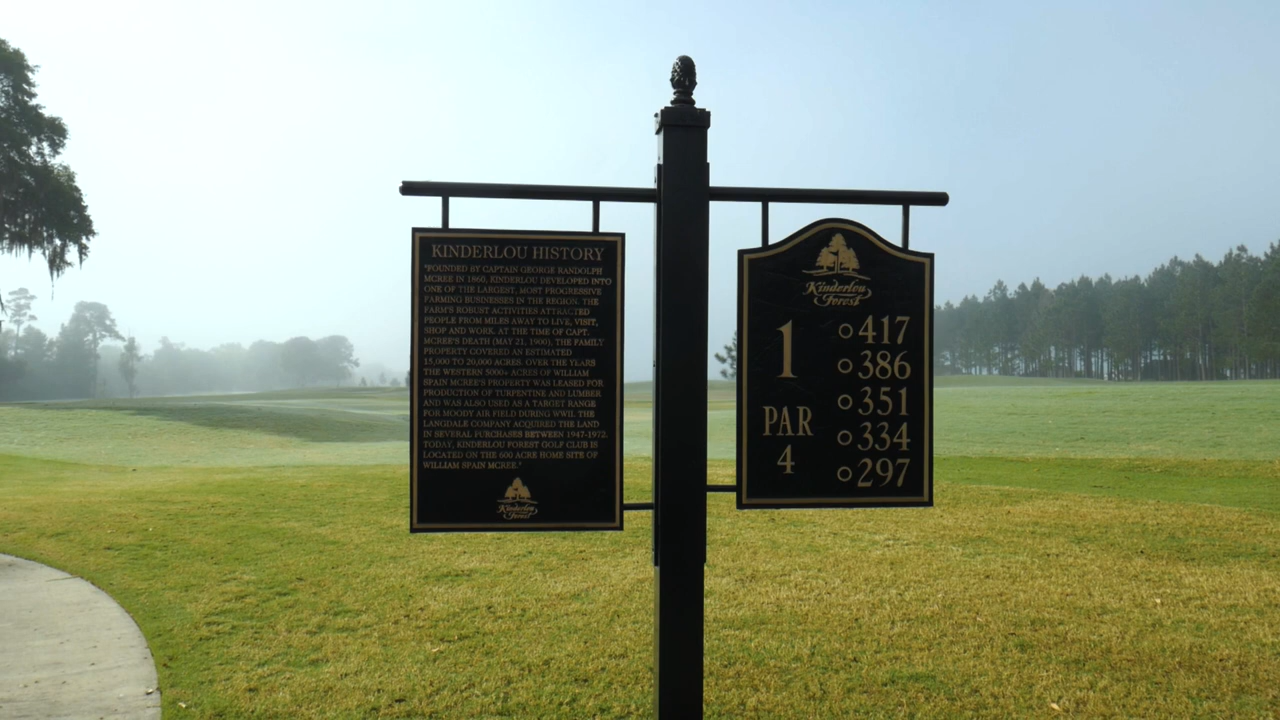 KINDERLOU HISTORY
"FOUNDED BY CAPTAIN GEORGE RANDOLPH
MCREE IN 1860, KINDERLOU DEVELOPED INTO
ONE OF THE LARGEST, MOST PROGRESSIVE
FARMING BUSINESSES IN THE REGION. THE
FARM'S ROBUST ACTIVITIES ATTRACTED
PEOPLE FROM MILES AWAY TO LIVE, VISIT,
SHOP AND WORK. AT THE TIME OF CAPT.
MCREE'S DEATH (MAY 21, 1900), THE FAMILY
PROPERTY COVERED AN ESTIMATED
15,000 TO 20,000 ACRES. OVER THE YEARS
THE WESTERN 5000+ ACRES OF WILLIAM
SPAIN MCREE'S PROPERTY WAS LEASED FOR
PRODUCTION OF TURPENTINE AND LUMBER
AND WAS ALSO USED AS A TARGET RANGE
FOR MOODY AIR FIELD DURING WWII. THE
LANGDALE COMPANY ACQUIRED THE LAND
IN SEVERAL PURCHASES BETWEEN 1947-1972.
TODAY, KINDERLOU FOREST GOLF CLUB IS
LOCATED ON THE 600 ACRE HOME SITE OF
WILLIAM SPAIN MCREE."
Kinderlou
Forest
Kinderlou
Forest
1
PAR
4
417
386
351
334
297